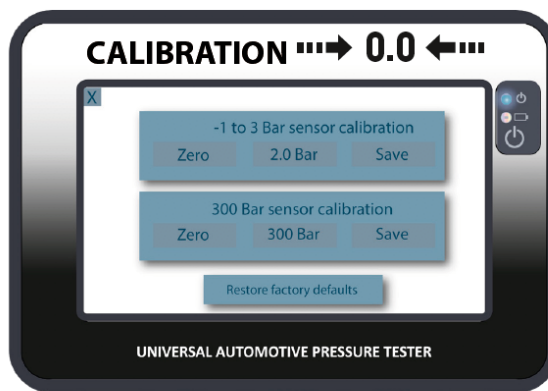 CALIBRATION 0.0
X
-1 to 3 Bar sensor calibration
Zero 2.0 Bar Save
300 Bar sensor calibration
Zero 300 Bar Save
Restore factory defaults
UNIVERSAL AUTOMOTIVE PRESSURE TESTER